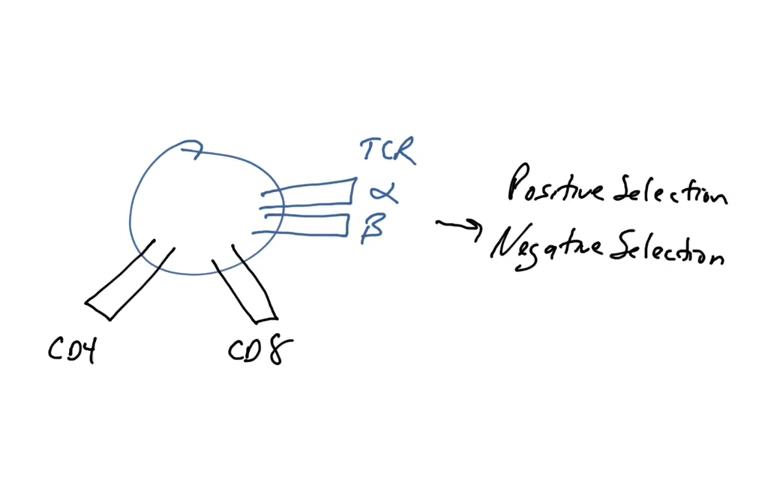 TCR
α
β
Positive Selection
Negative Selection
CD4
CD8